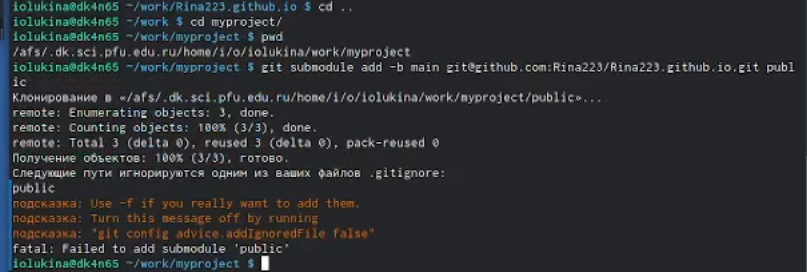 iolukina@dk4n65 ~/work/Rina223.github.io $ cd ..
iolukina@dk4n65 ~/work $ cd myproject/
iolukina@dk4n65 ~/work/myproject $ pwd
/afs/.dk.sci.pfu.edu.ru/home/i/o/iolukina/work/myproject
iolukina@dk4n65 ~/work/myproject $ git submodule add -b main git@github.com:Rina223/Rina223.github.io.git publ
ic
Клонирование в «/afs/.dk.sci.pfu.edu.ru/home/i/o/iolukina/work/myproject/public»...
remote: Enumerating objects: 3, done.
remote: Counting objects: 100% (3/3), done.
remote: Total 3 (delta 0), reused 3 (delta 0), pack-reused 0
Получение объектов: 100% (3/3), готово.
Следующие пути игнорируются одним из ваших файлов .gitignore:
public
подсказка: Use -f if you really want to add them.
подсказка: Turn this message off by running
подсказка: "git config advice.addIgnoredFile false"
fatal: Failed to add submodule 'public'
iolukina@dk4n65 ~/work/myproject $